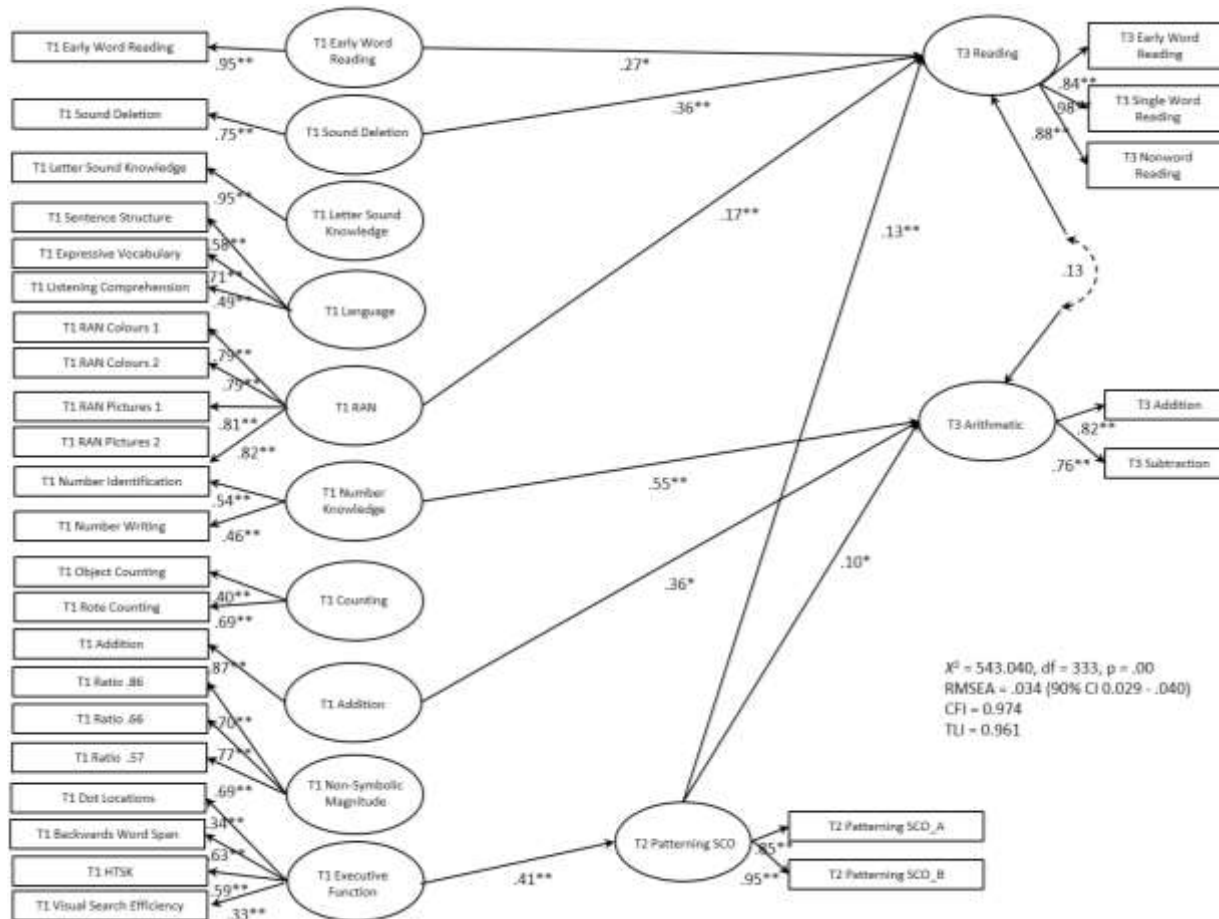 T1 Early Word Reading
.95**
T1 Early Word
Reading
.27*
T3 Reading
T3 Early Word
Reading
.84**
T3 Single Word
Reading
.98**
T3 Nonword
Reading
.88**
T1 Sound Deletion
.75**
T1 Sound Deletion
.36**
T1 Letter Sound Knowledge
.95**
T1 Letter Sound
Knowledge
T1 Sentence Structure
.58**
T1 Expressive Vocabulary
.71**
T1 Listening Comprehension
.49**
T1 Language
.17**
.13**
.13
T1 RAN Colours 1
.79**
T1 RAN Colours 2
.79**
T1 RAN Pictures 1
.81**
T1 RAN Pictures 2
.82**
T1 RAN
T3 Arithmatic
T3 Addition
.82**
T3 Subtraction
.76**
T1 Number Identification
.54**
T1 Number Writing
.46**
T1 Number
Knowledge
.55**
T1 Object Counting
.40**
T1 Rote Counting
.69**
T1 Counting
.36*
.10*
T1 Addition
.87**
T1 Addition
T1 Ratio .86
.70**
T1 Ratio .66
.77**
T1 Ratio .57
.69**
T1 Non-Symbolic
Magnitude
X² = 543.040, df = 333, p = .00
RMSEA = .034 (90% CI 0.029 - .040)
CFI = 0.974
TLI = 0.961
T1 Dot Locations
.34**
T1 Backwards Word Span
.63**
T1 HTSK
.59**
T1 Visual Search Efficiency
.33**
T1 Executive
Function
.41**
T2 Patterning SCO
T2 Patterning SCO_A
.85**
T2 Patterning SCO_B
.95**